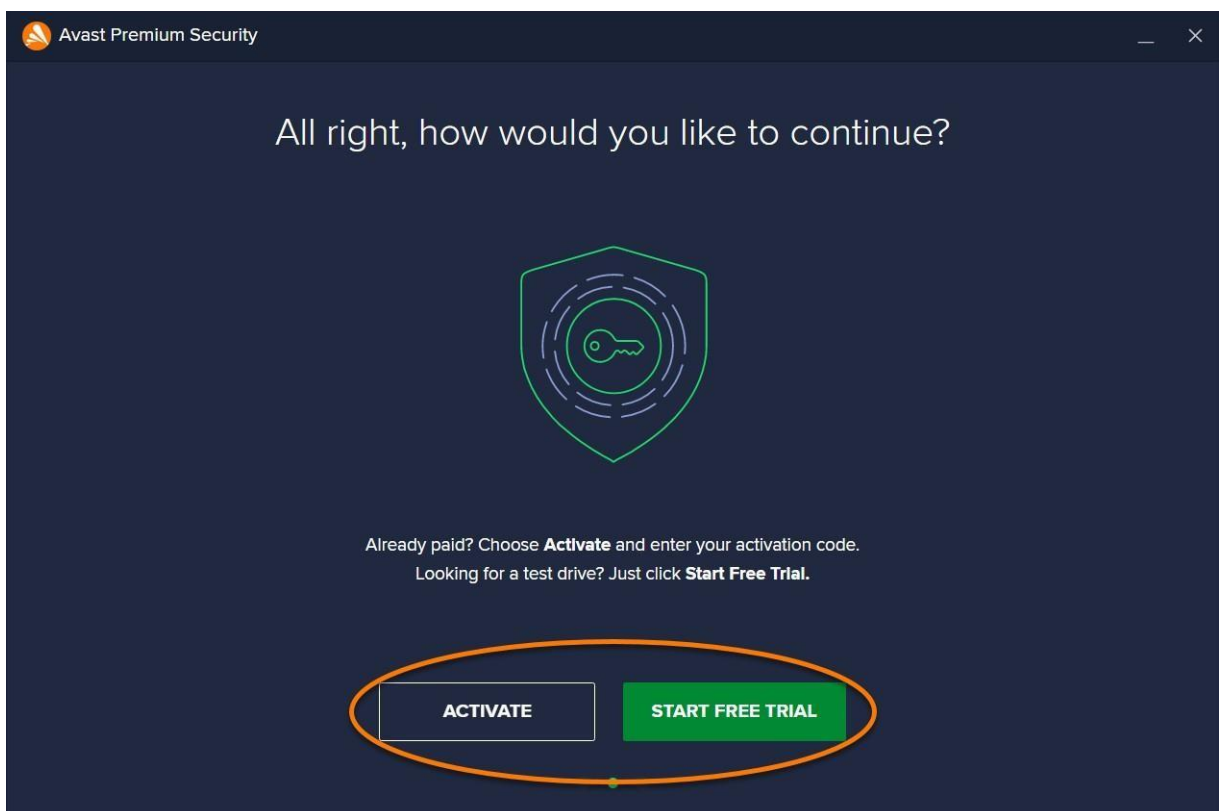 Avast Premium Security
All right, how would you like to continue?
Already paid? Choose Activate and enter your activation code.
Looking for a test drive? Just click Start Free Trial.
ACTIVATE
START FREE TRIAL